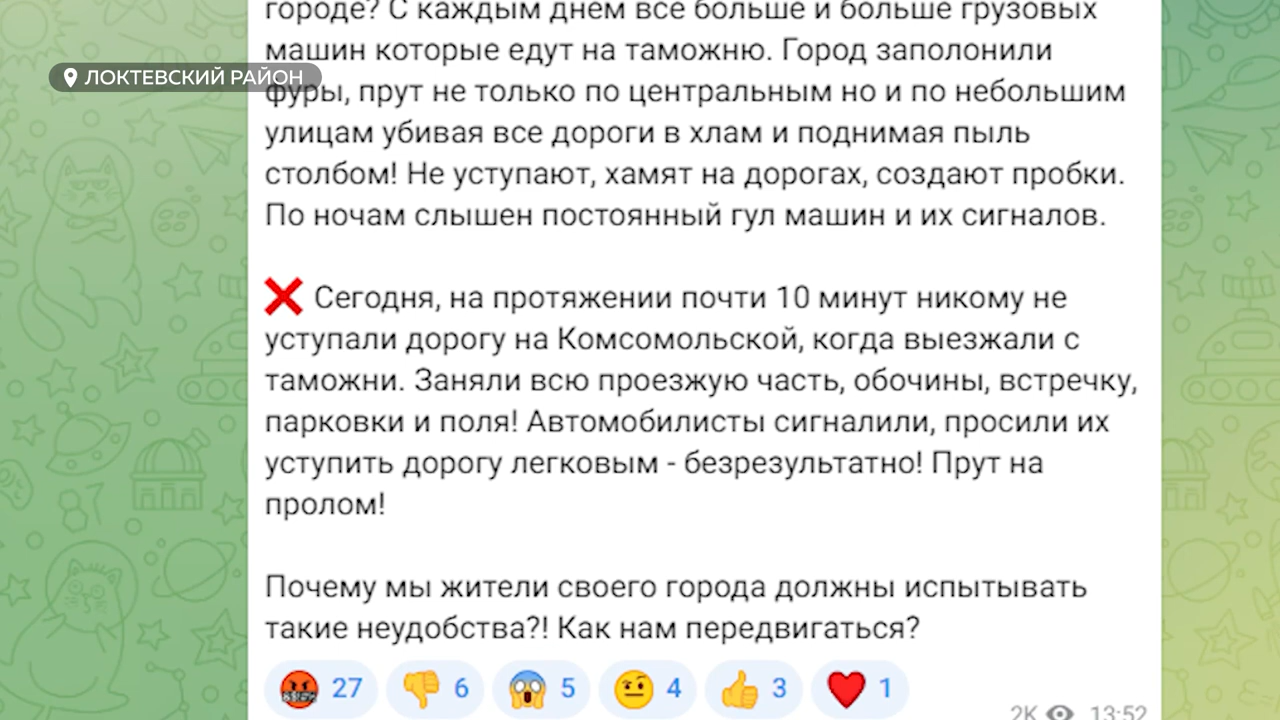 городе? С каждым днем все больше и больше грузовых
машин которые едут на таможню. Город заполонили
ЛОКТЕВСКИЙ РАЙОН
фуры, прут не только по центральным но и по небольшим
улицам убивая все дороги в хлам и поднимая пыль
столбом! Не уступают, хамят на дорогах, создают пробки.
По ночам слышен постоянный гул машин и их сигналов.
❌ Сегодня, на протяжении почти 10 минут никому не
уступали дорогу на Комсомольской, когда выезжали с
таможни. Заняли всю проезжую часть, обочины, встречку,
парковки и поля! Автомобилисты сигналили, просили их
уступить дорогу легковым - безрезультатно! Прут на
пролом!
Почему мы жители своего города должны испытывать
такие неудобства?! Как нам передвигаться?
27 6 5 4 3 1
2K 13:52